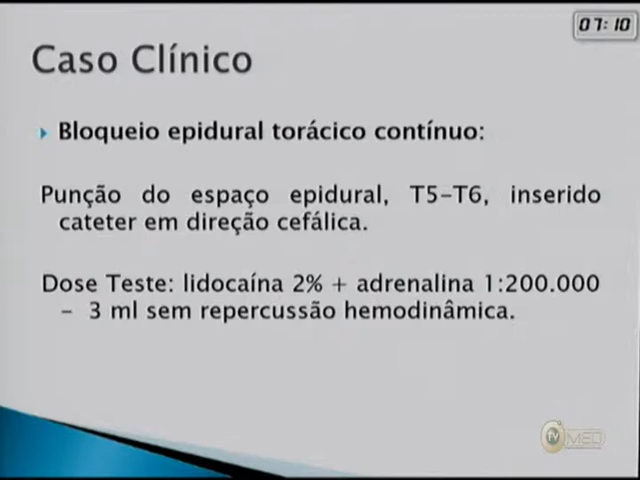 07:10
Caso Clínico
Bloqueio epidural torácico contínuo:
Punção do espaço epidural, T5-T6, inserido
cateter em direção cefálica.
Dose Teste: lidocaína 2% + adrenalina 1:200.000
- 3 ml sem repercussão hemodinâmica.
TV MED